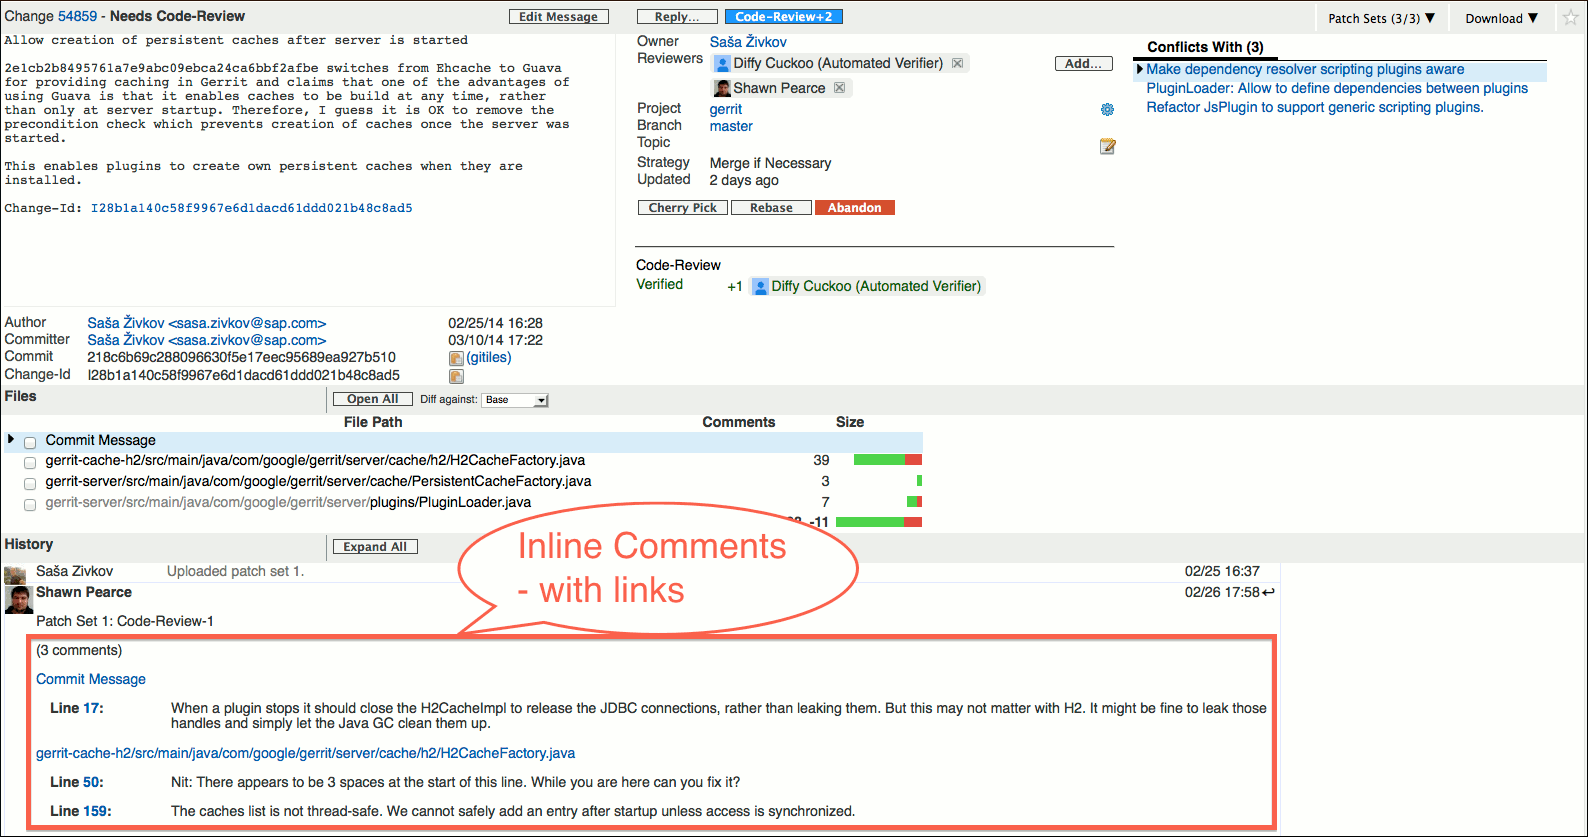 Change 54859 - Needs Code-Review
Edit Message
Reply...
Code-Review+2
Patch Sets (3/3) ▼
Download ▼
Allow creation of persistent caches after server is started
2e1cb2b8495761a7e9abc09ebca24ca6bbf2afbe switches from Ehcache to Guava
for providing caching in Gerrit and claims that one of the advantages of
using Guava is that it enables caches to be build at any time, rather
than only at server startup. Therefore, I guess it is OK to remove the
precondition check which prevents creation of caches once the server was
started.
This enables plugins to create own persistent caches when they are
installed.
Change-Id: I28b1a140c58f9967e6d1dacd61ddd021b48c8ad5
Owner Saša Živkov
Reviewers Diffy Cuckoo (Automated Verifier)
Add...
Shawn Pearce
Project gerrit
Branch master
Topic
Strategy Merge if Necessary
Updated 2 days ago
Cherry Pick
Rebase
Abandon
Code-Review
Verified +1 Diffy Cuckoo (Automated Verifier)
Conflicts With (3)
Make dependency resolver scripting plugins aware
PluginLoader: Allow to define dependencies between plugins
Refactor JsPlugin to support generic scripting plugins.
Author Saša Živkov <sasa.zivkov@sap.com> 02/25/14 16:28
Committer Saša Živkov <sasa.zivkov@sap.com> 03/10/14 17:22
Commit 218c6b69c288096630f5e17eec95689ea927b510 (gitiles)
Change-Id I28b1a140c58f9967e6d1dacd61ddd021b48c8ad5
Files
Open All
Diff against: Base
File Path Comments Size
Commit Message
gerrit-cache-h2/src/main/java/com/google/gerrit/server/cache/h2/H2CacheFactory.java 39
gerrit-server/src/main/java/com/google/gerrit/server/cache/PersistentCacheFactory.java 3
gerrit-server/src/main/java/com/google/gerrit/server/plugins/PluginLoader.java 7
-11
History
Expand All
Inline Comments
- with links
Saša Zivkov Uploaded patch set 1. 02/25 16:37
Shawn Pearce 02/26 17:58
Patch Set 1: Code-Review-1
(3 comments)
Commit Message
Line 17: When a plugin stops it should close the H2CacheImpl to release the JDBC connections, rather than leaking them. But this may not matter with H2. It might be fine to leak those
handles and simply let the Java GC clean them up.
gerrit-cache-h2/src/main/java/com/google/gerrit/server/cache/h2/H2CacheFactory.java
Line 50: Nit: There appears to be 3 spaces at the start of this line. While you are here can you fix it?
Line 159: The caches list is not thread-safe. We cannot safely add an entry after startup unless access is synchronized.